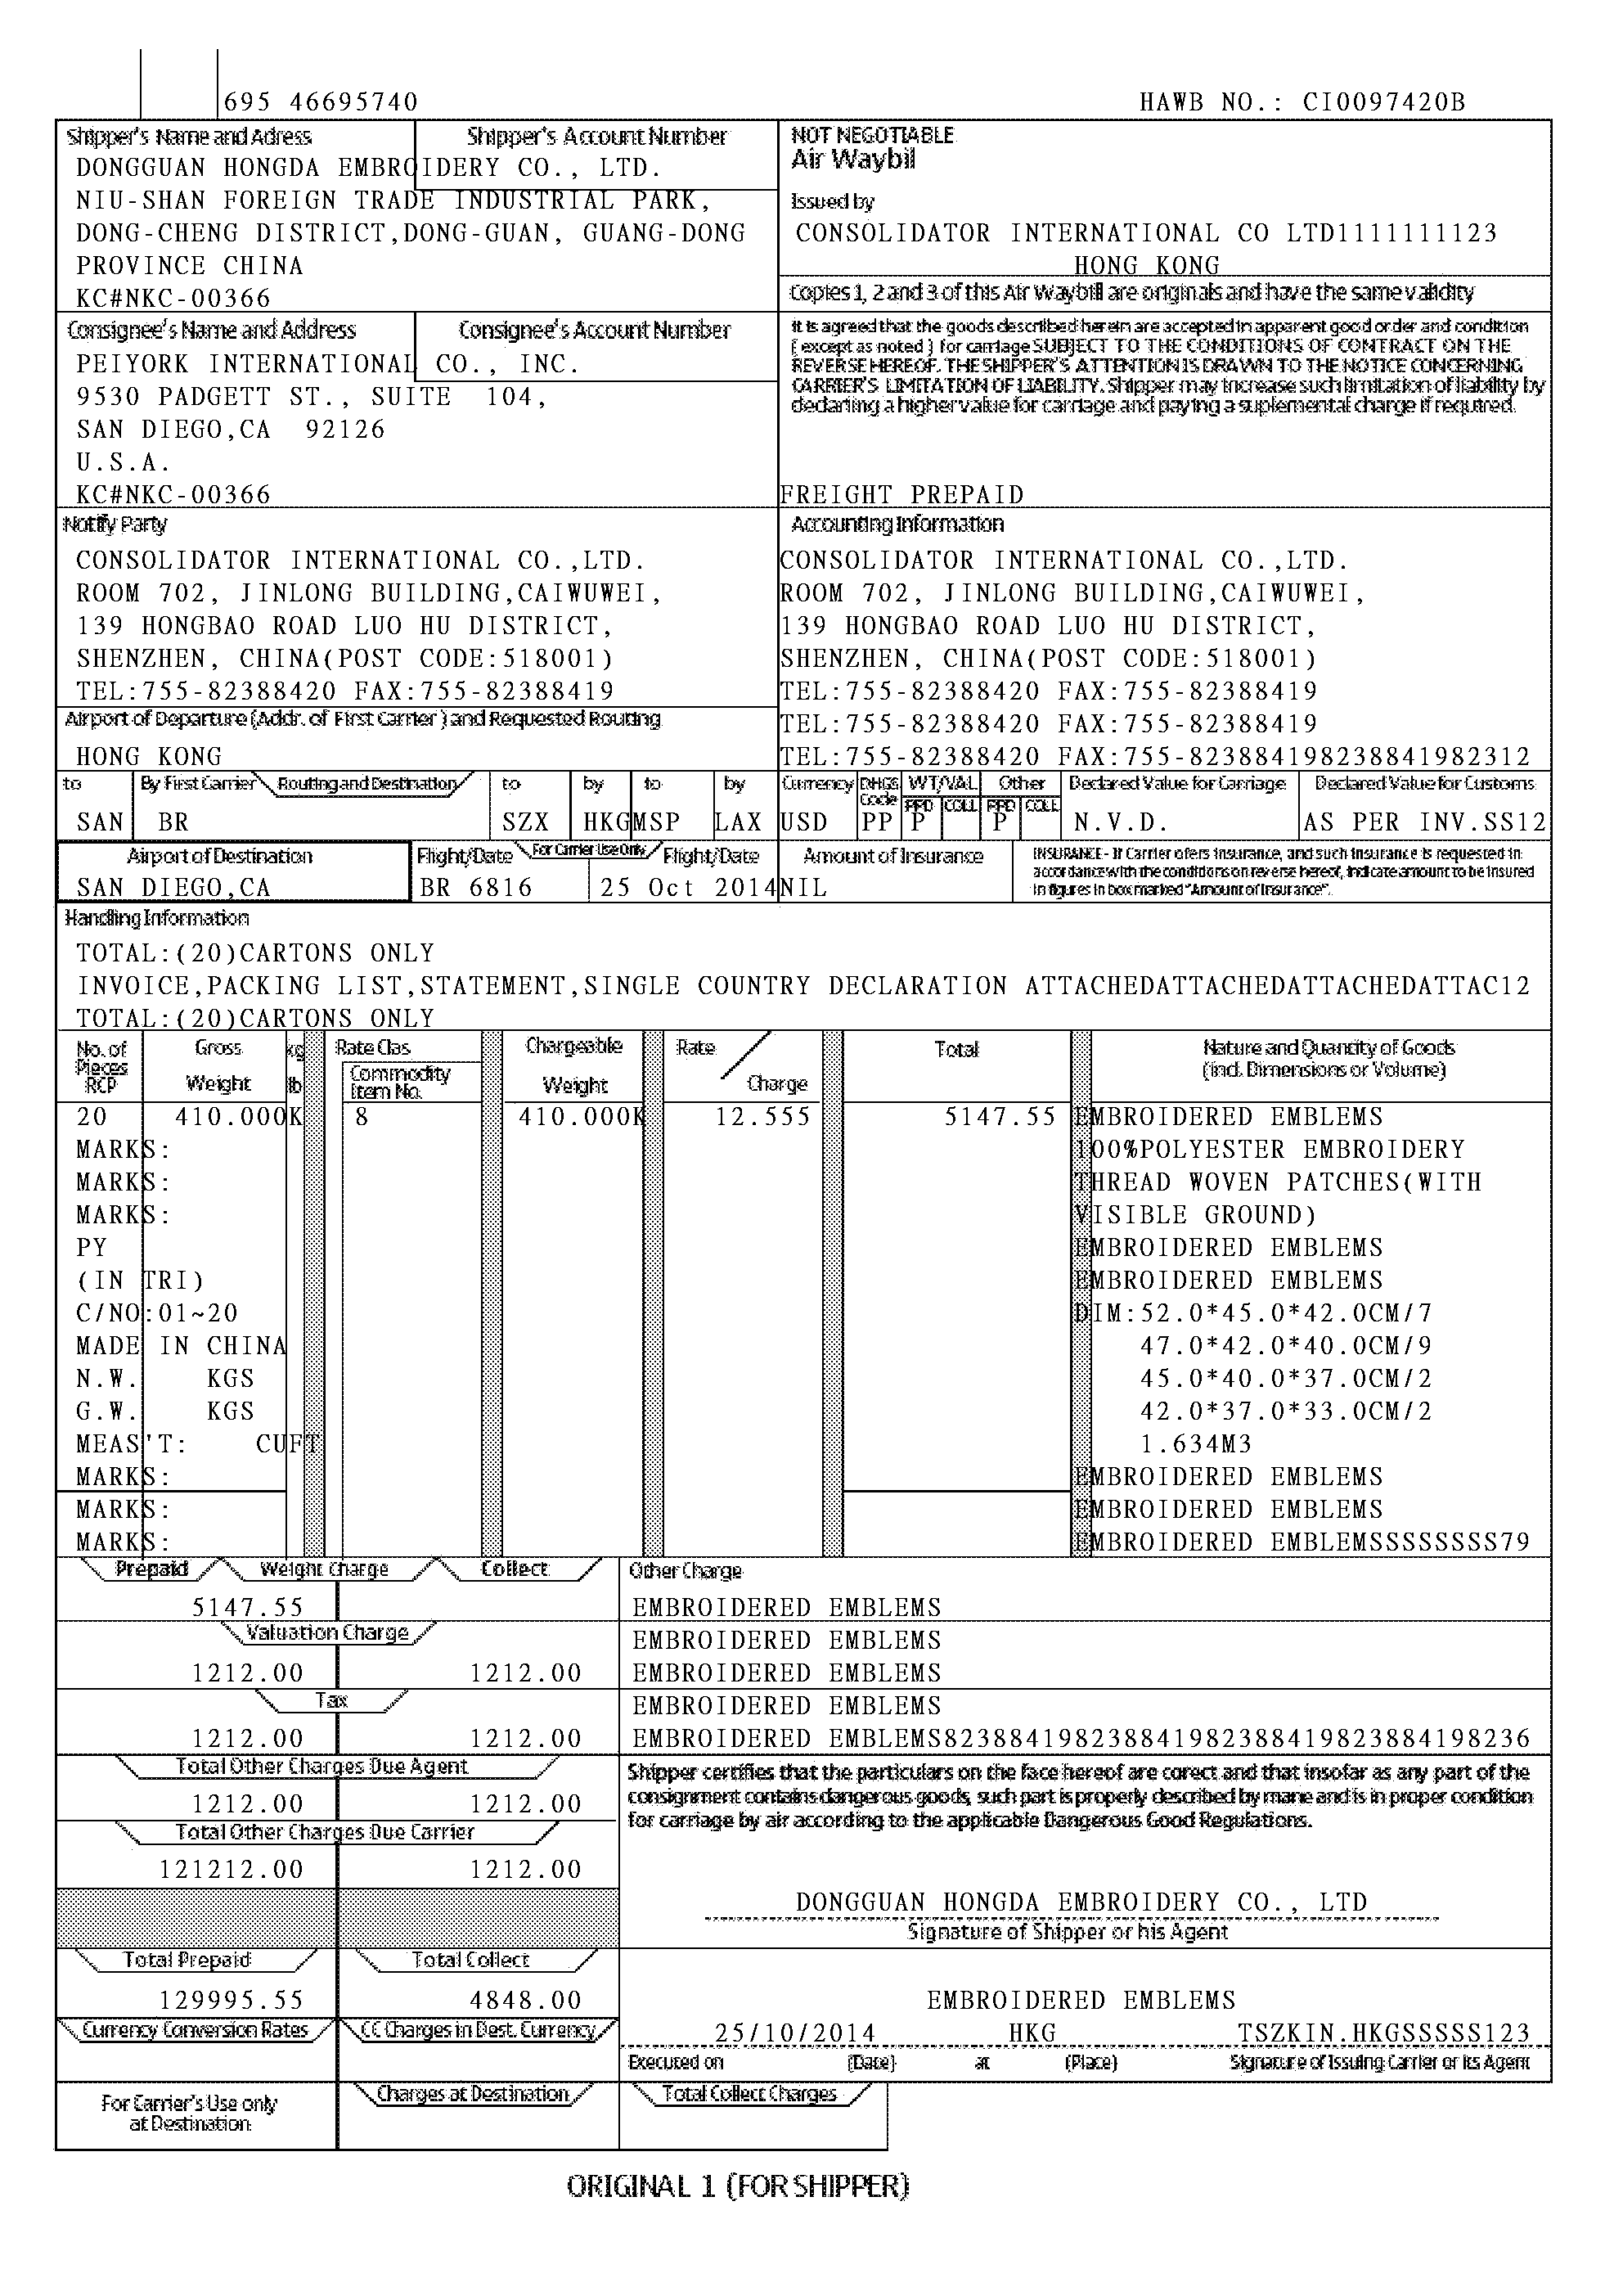 695 46695740
HAWB NO.: CI0097420B
Shipper's Name and Adress
Shipper's Account Number
DONGGUAN HONGDA EMBROIDERY CO., LTD.
NIU-SHAN FOREIGN TRADE INDUSTRIAL PARK,
DONG-CHENG DISTRICT,DONG-GUAN, GUANG-DONG
PROVINCE CHINA
KC#NKC-00366
NOT NEGOTIABLE
Air Waybil
Issued by
CONSOLIDATOR INTERNATIONAL CO LTD1111111123
HONG KONG
Copies 1, 2 and 3 of this Air Waybill are originals and have the same validity
Consignee's Name and Address
Consignee's Account Number
PEIYORK INTERNATIONAL CO., INC.
9530 PADGETT ST., SUITE 104,
SAN DIEGO,CA 92126
U.S.A.
KC#NKC-00366
It is agreed that the goods described herein are accepted in apparent good order and condition
( except as noted ) for carriage SUBJECT TO THE CONDITIONS OF CONTRACT ON THE
REVERSE HEREOF. THE SHIPPER'S ATTENTION IS DRAWN TO THE NOTICE CONCERNING
CARRIER'S LIMITATION OF LIABILITY. Shipper may increase such limitation of liability by
declaring a higher value for carriage and paying a suplemental charge if required.
FREIGHT PREPAID
Notify Party
CONSOLIDATOR INTERNATIONAL CO.,LTD.
ROOM 702, JINLONG BUILDING,CAIWUWEI,
139 HONGBAO ROAD LUO HU DISTRICT,
SHENZHEN, CHINA(POST CODE:518001)
TEL:755-82388420 FAX:755-82388419
Accounting Information
CONSOLIDATOR INTERNATIONAL CO.,LTD.
ROOM 702, JINLONG BUILDING,CAIWUWEI,
139 HONGBAO ROAD LUO HU DISTRICT,
SHENZHEN, CHINA(POST CODE:518001)
TEL:755-82388420 FAX:755-82388419
TEL:755-82388420 FAX:755-82388419
TEL:755-82388420 FAX:755-823884198238841982312
Airport of Departure (Addr. of First Carrier ) and Requested Routing
HONG KONG
to
By First Carrier
Routing and Destination
to
by
to
by
Currency
CHGS Code
WT/VAL
Other
PPD COLL PPD COLL
Declared Value for Carriage
Declared Value for Customs
SAN BR SZX HKG MSP LAX USD PP P P N.V.D. AS PER INV.SS12
Airport of Destination
Flight/Date
For Carrier Use Only
Flight/Date
Amount of Insurance
SAN DIEGO,CA BR 6816 25 Oct 2014 NIL
INSURANCE - If Carrier ofers insurance, and such insurance is requested in
accordance with the conditions on reverse hereof, indicate amount to be insured
in figures in box marked "Amount of Insurance".
Handling Information
TOTAL:(20)CARTONS ONLY
INVOICE,PACKING LIST,STATEMENT,SINGLE COUNTRY DECLARATION ATTACHEDATTACHEDATTACHEDATTAC12
TOTAL:(20)CARTONS ONLY
No. of Pieces RCP
Gross Weight
kg lb
Rate Clas
Commodity Item No.
Chargeable Weight
Rate / Charge
Total
Nature and Quantity of Goods
(incl. Dimensions or Volume)
20 410.000K 8 410.000K 12.555 5147.55 EMBROIDERED EMBLEMS
MARKS: 100%POLYESTER EMBROIDERY
MARKS: THREAD WOVEN PATCHES(WITH
MARKS: VISIBLE GROUND)
PY EMBROIDERED EMBLEMS
(IN TRI) EMBROIDERED EMBLEMS
C/NO:01~20 DIM:52.0*45.0*42.0CM/7
MADE IN CHINA 47.0*42.0*40.0CM/9
N.W. KGS 45.0*40.0*37.0CM/2
G.W. KGS 42.0*37.0*33.0CM/2
MEAS'T: CUFT 1.634M3
MARKS: EMBROIDERED EMBLEMS
MARKS: EMBROIDERED EMBLEMS
MARKS: EMBROIDERED EMBLEMSSSSSSSS79
Prepaid Weight Charge Collect
5147.55
Valuation Charge
1212.00 1212.00
Tax
1212.00 1212.00
Total Other Charges Due Agent
1212.00 1212.00
Total Other Charges Due Carrier
121212.00 1212.00
Total Prepaid Total Collect
129995.55 4848.00
Currency Conversion Rates CC Charges in Dest. Currency
Other Charge
EMBROIDERED EMBLEMS
EMBROIDERED EMBLEMS
EMBROIDERED EMBLEMS
EMBROIDERED EMBLEMS
EMBROIDERED EMBLEMS823884198238841982388419823884198236
Shipper certifies that the particulars on the face hereof are corect and that insofar as any part of the
consignment contains dangerous goods, such part is properly described by mane and is in proper condition
for carriage by air according to the applicable Dangerous Good Regulations.
DONGGUAN HONGDA EMBROIDERY CO., LTD
Signature of Shipper or his Agent
EMBROIDERED EMBLEMS
25/10/2014 HKG TSZKIN.HKGSSSSS123
Executed on (Date) at (Place) Signature of Issuing Carrier or its Agent
For Carrier's Use only
at Destination
Charges at Destination
Total Collect Charges
ORIGINAL 1 (FOR SHIPPER)